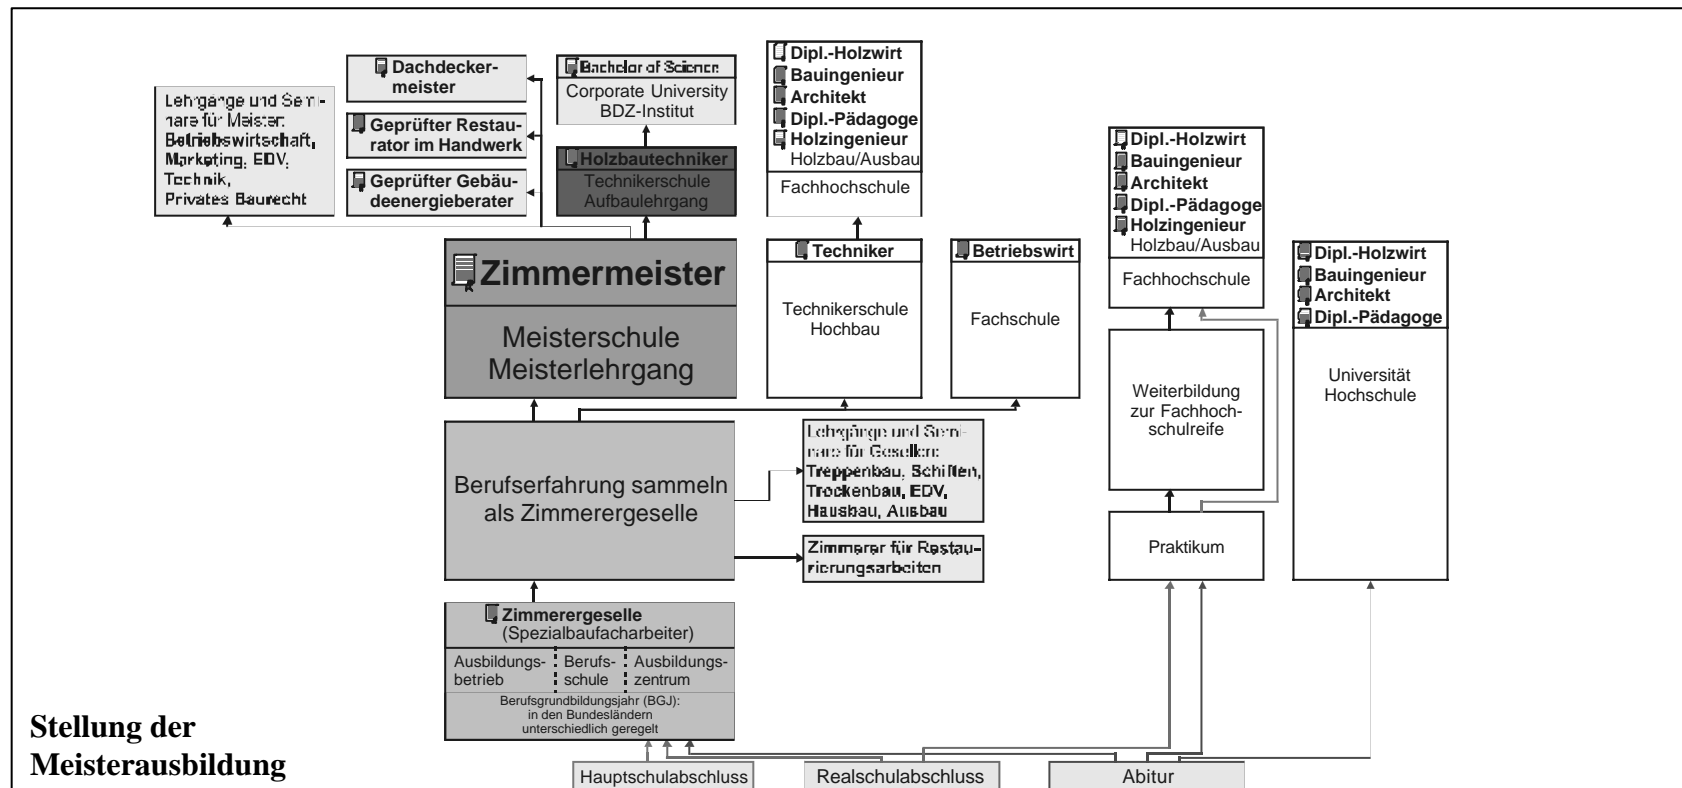 Dachdecker-
meister
Geprüfter Restau-
rator im Handwerk
Geprüfter Gebäu-
deenergieberater
Lehrgänge und Semi-
nare für Meister:
Betriebswirtschaft,
Marketing, EDV,
Technik,
Privates Baurecht
Bachelor of Science
Corporate University
BDZ-Institut
Holzbautechniker
Technikerschule
Aufbaulehrgang
Dipl.-Holzwirt
Bauingenieur
Architekt
Dipl.-Pädagoge
Holzingenieur
Holzbau/Ausbau
Fachhochschule
Dipl.-Holzwirt
Bauingenieur
Architekt
Dipl.-Pädagoge
Holzingenieur
Holzbau/Ausbau
Fachhochschule
Dipl.-Holzwirt
Bauingenieur
Architekt
Dipl.-Pädagoge
Universität
Hochschule
Zimmermeister
Meisterschule
Meisterlehrgang
Techniker
Technikerschule
Hochbau
Betriebswirt
Fachschule
Weiterbildung
zur Fachhoch-
schulreife
Berufserfahrung sammeln
als Zimmerergeselle
Lehrgänge und Semi-
nare für Gesellen:
Treppenbau, Schiften,
Trockenbau, EDV,
Hausbau, Ausbau
Zimmerer für Restau-
rierungsarbeiten
Praktikum
Zimmerergeselle
(Spezialbaufacharbeiter)
Ausbildungs-
betrieb
Berufs-
schule
Ausbildungs-
zentrum
Berufsgrundbildungsjahr (BGJ):
in den Bundesländern
unterschiedlich geregelt
Stellung der
Meisterausbildung
Hauptschulabschluss
Realschulabschluss
Abitur